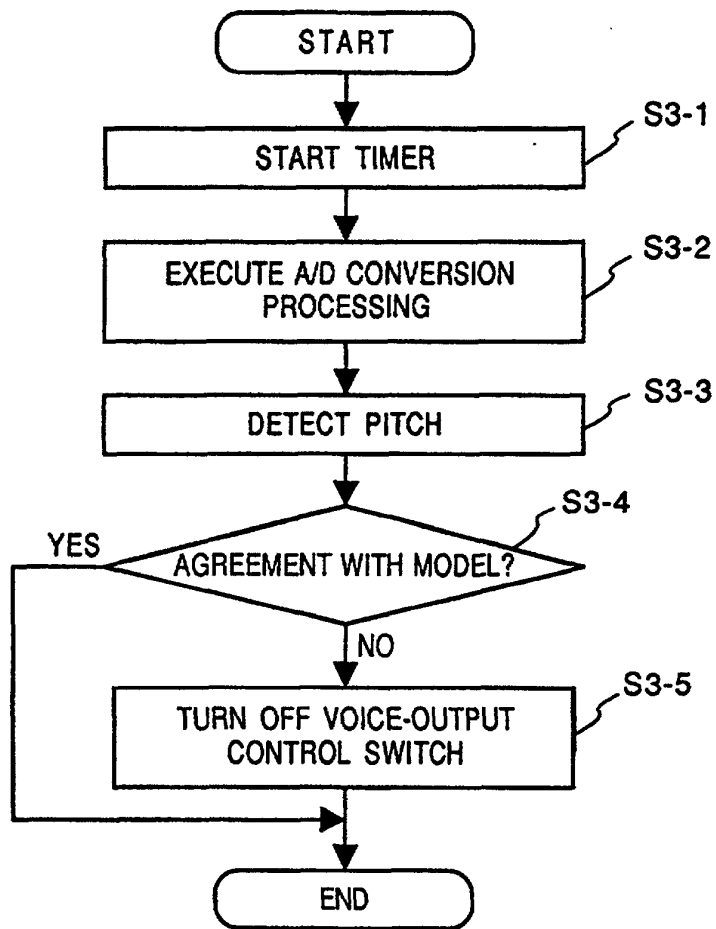 START
S3-1
START TIMER
S3-2
EXECUTE A/D CONVERSION
PROCESSING
S3-3
DETECT PITCH
S3-4
YES
AGREEMENT WITH MODEL?
NO
S3-5
TURN OFF VOICE-OUTPUT
CONTROL SWITCH
END